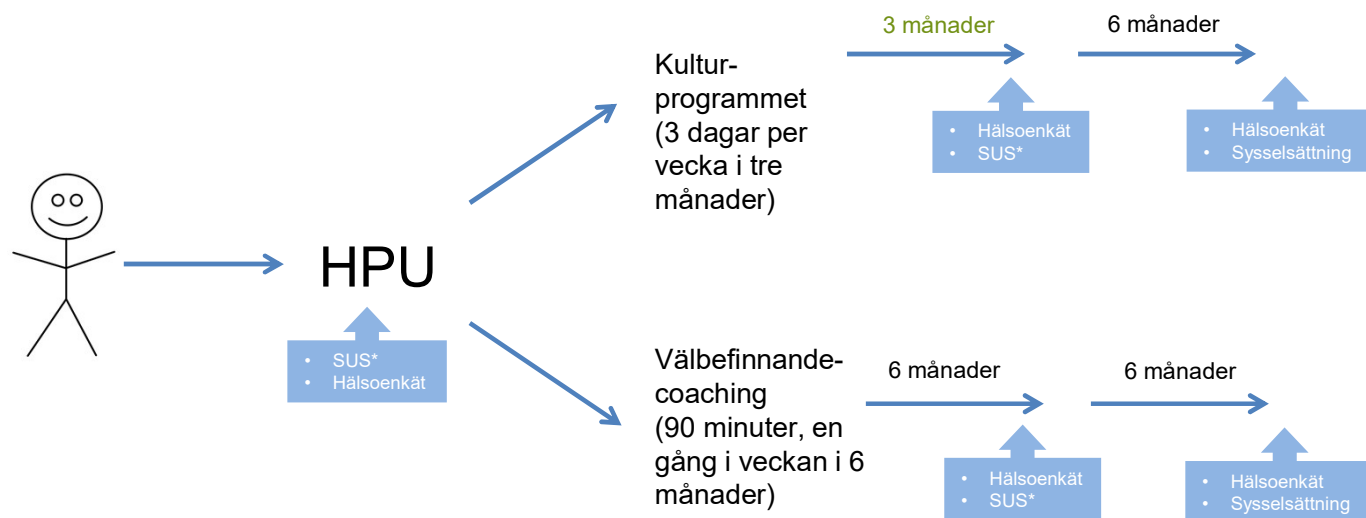 3 månader
6 månader
Kultur-
programmet
(3 dagar per
vecka i tre
månader)
• Hälsoenkät
• SUS*
• Hälsoenkät
• Sysselsättning
HPU
• SUS*
• Hälsoenkät
Välbefinnande-
coaching
(90 minuter, en
gång i veckan i 6
månader)
6 månader
6 månader
• Hälsoenkät
• SUS*
• Hälsoenkät
• Sysselsättning